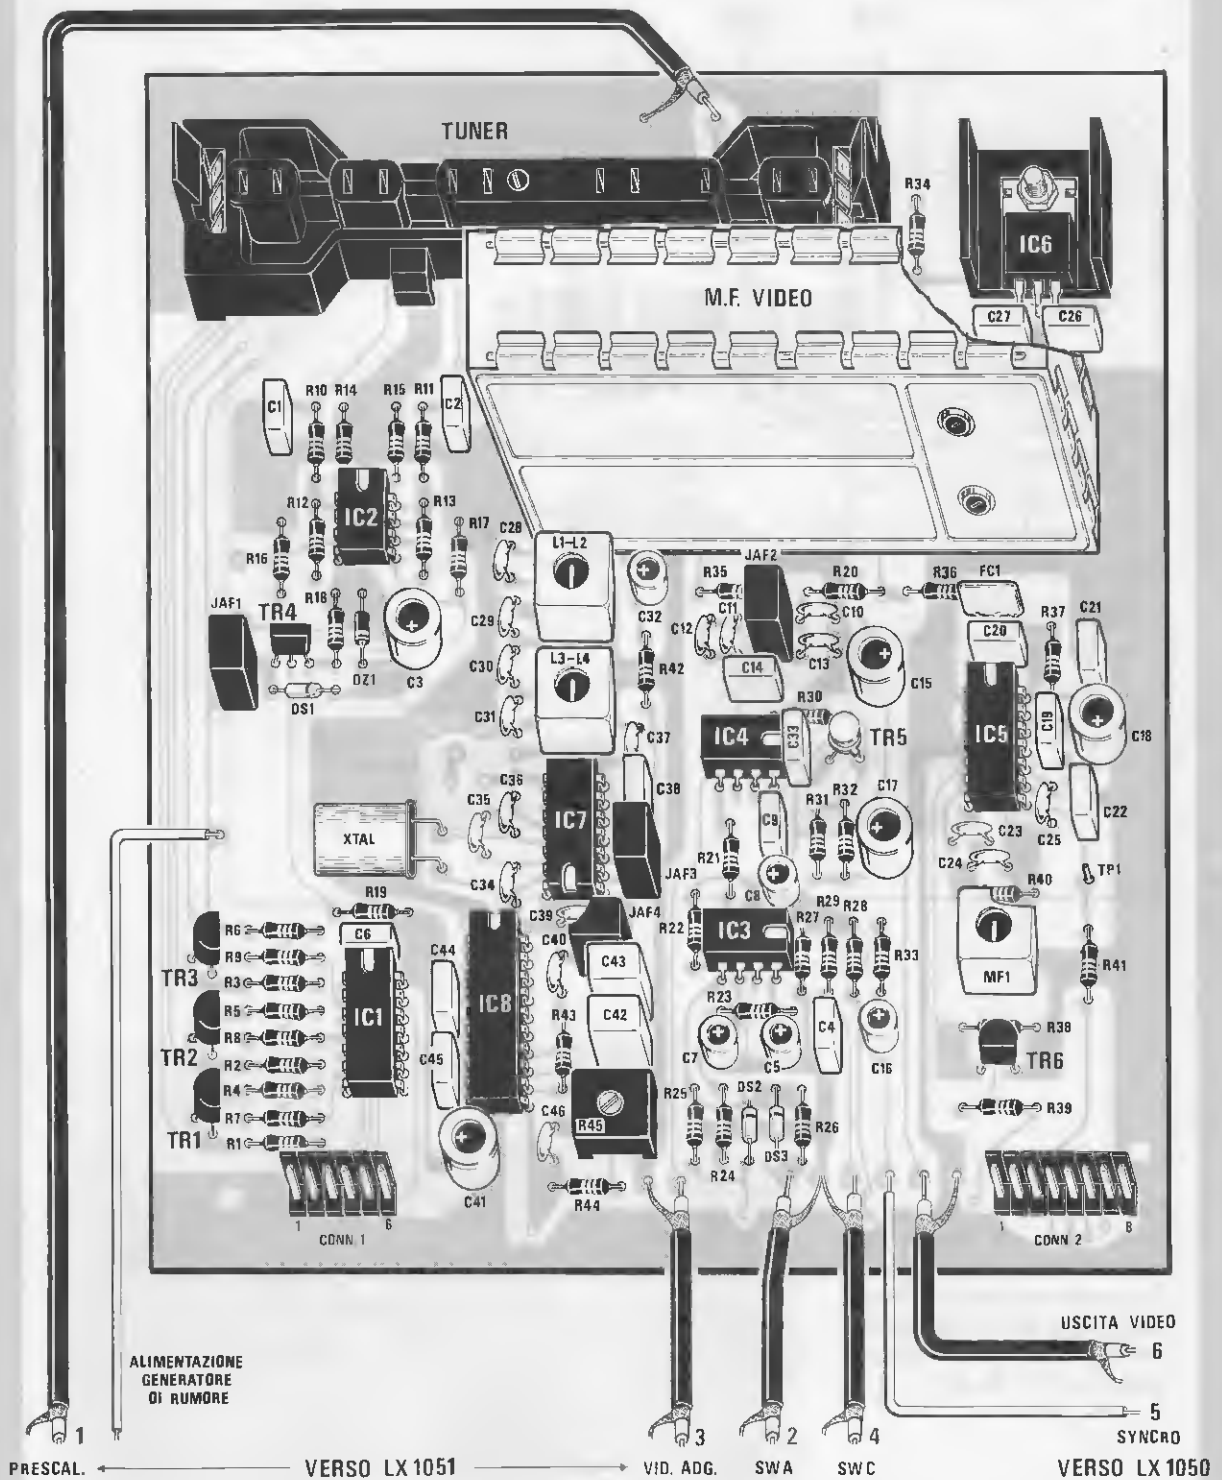 TUNER
R34
IC6
M.F. VIDEO
C27
C26
C1
R10
R14
R15
R11
C2
R12
IC2
R13
R17
C28
R16
L1-L2
JAF2
R35
R20
R36
FC1
JAF1
TR4
R18
C29
C32
C12
C11
C10
R37
C21
C20
C30
L3-L4
R42
C14
C13
DS1
DZ1
C3
C31
C15
R30
C37
IC4
C33
TR5
IC5
C19
C18
C36
C38
C35
IC7
C9
R31
R32
C17
C22
XTAL
R21
C23
C25
C24
JAF3
C8
TP1
R19
C34
R40
C39
JAF4
R29
R28
R6
C6
R22
IC3
R27
R9
C44
C40
C43
R33
MF1
R41
TR3
R3
R5
IC1
IC8
R43
C42
R23
R8
C7
C5
C4
C16
R38
TR2
R2
C45
TR6
R4
R25
DS2
R7
C46
R45
R26
R39
TR1
R1
R24
DS3
C41
R44
1
6
CONN.1
1
8
CONN 2
USCITA VIDEO
6
ALIMENTAZIONE
GENERATORE
DI RUMORE
5
SYNCRO
1
3
2
4
PRESCAL.
VERSO LX1051
VID. ADG.
SWA
SWC
VERSO LX1050